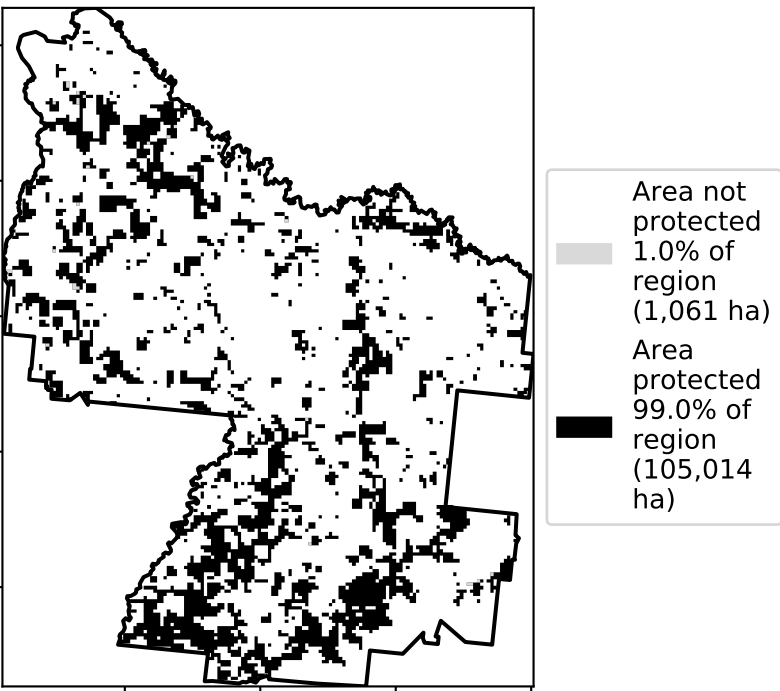 Area not
protected
1.0% of
region
(1,061 ha)
Area
protected
99.0% of
region
(105,014
ha)